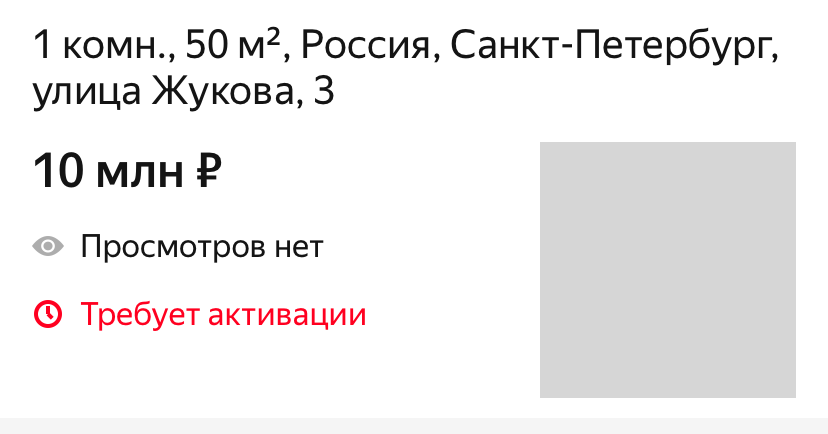 1 комн., 50 м², Россия, Санкт-Петербург,
улица Жукова, 3
10 млн ₽
Просмотров нет
Требует активации